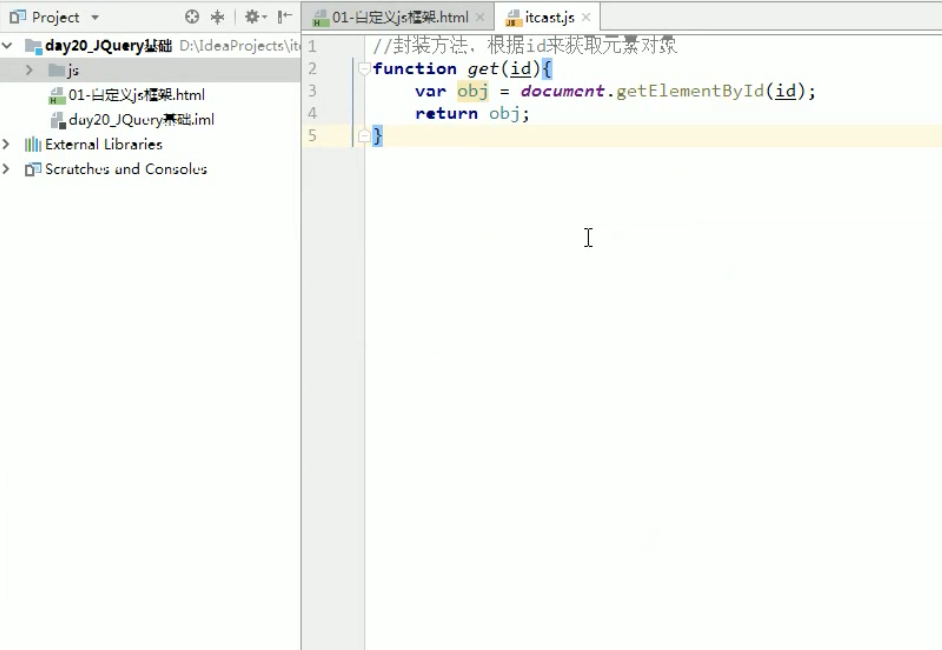 Project
01-自定义js框架.html
itcast.js
day20_JQuery基础 D:\IdeaProjects\it
js
01-自定义js框架.html
day20_JQuery基础.iml
External Libraries
Scratches and Consoles
1 //封装方法，根据id来获取元素对象
2 function get(id){
3 var obj = document.getElementById(id);
4 return obj;
5 }